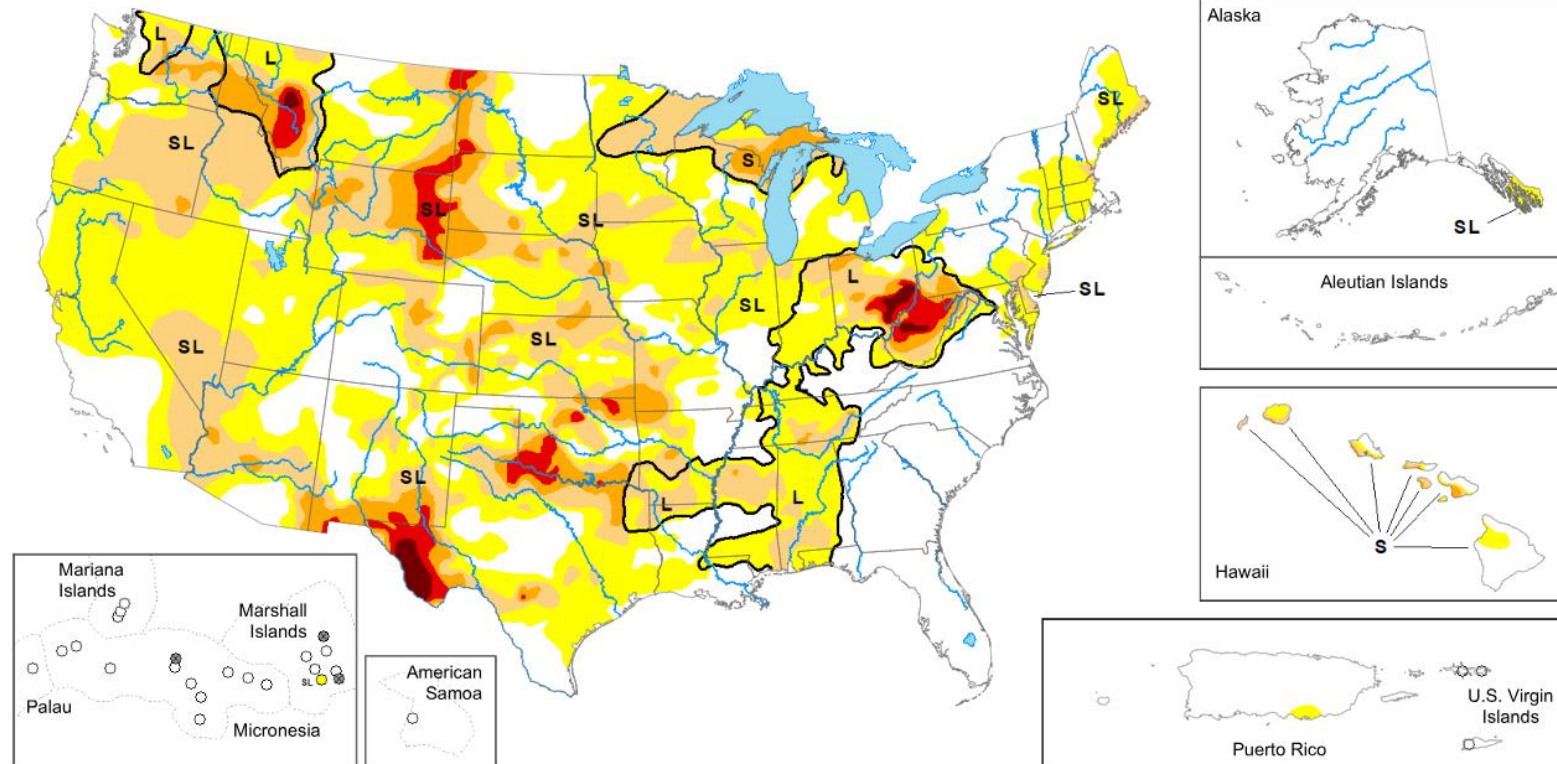 L
L
SL
SL
SL
S
SL
SL
L
SL
SL
SL
SL
L
L
Alaska
SL
Aleutian Islands
S
Hawaii
Mariana
Islands
Marshall
Islands
SL
Palau
Micronesia
American
Samoa
U.S. Virgin
Islands
Puerto Rico